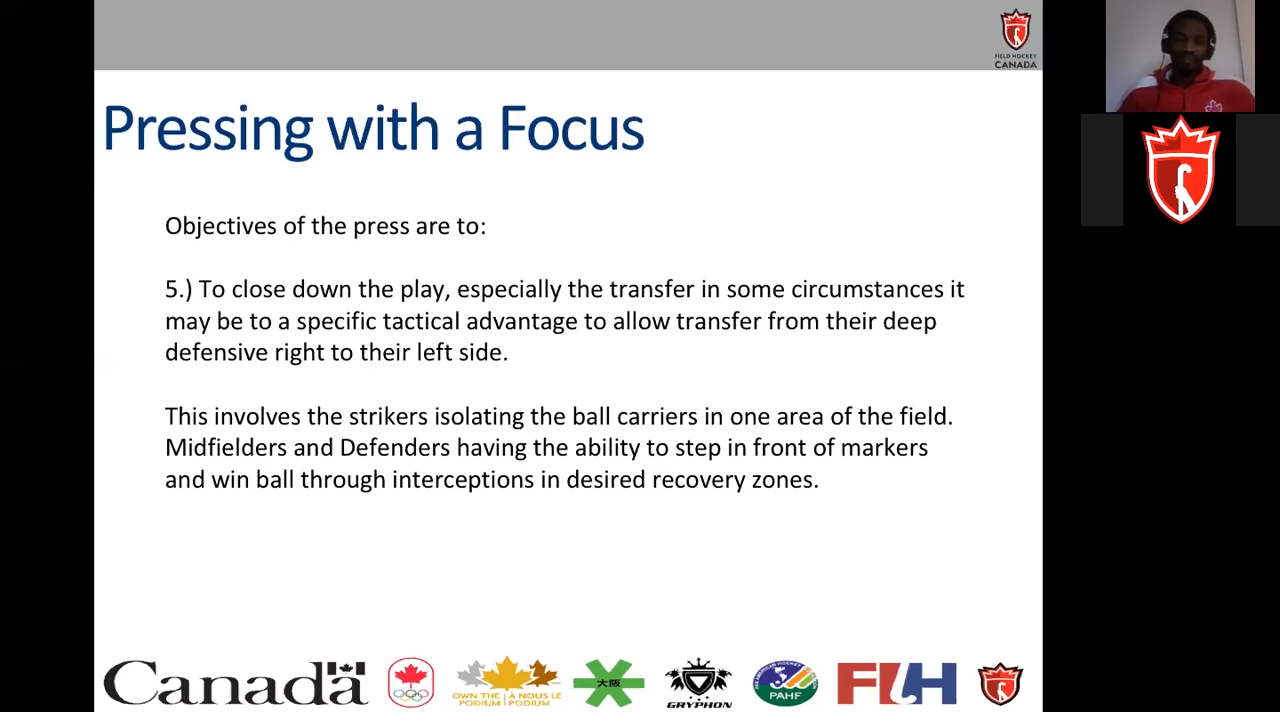 FIELD HOCKEY
CANADA
Pressing with a Focus
Objectives of the press are to:
5.) To close down the play, especially the transfer in some circumstances it
may be to a specific tactical advantage to allow transfer from their deep
defensive right to their left side.
This involves the strikers isolating the ball carriers in one area of the field.
Midfielders and Defenders having the ability to step in front of markers
and win ball through interceptions in desired recovery zones.
Canada
OWN THE | À NOUS LE
PODIUM | PODIUM
大阪
GRYPHON
PAHF
FIH